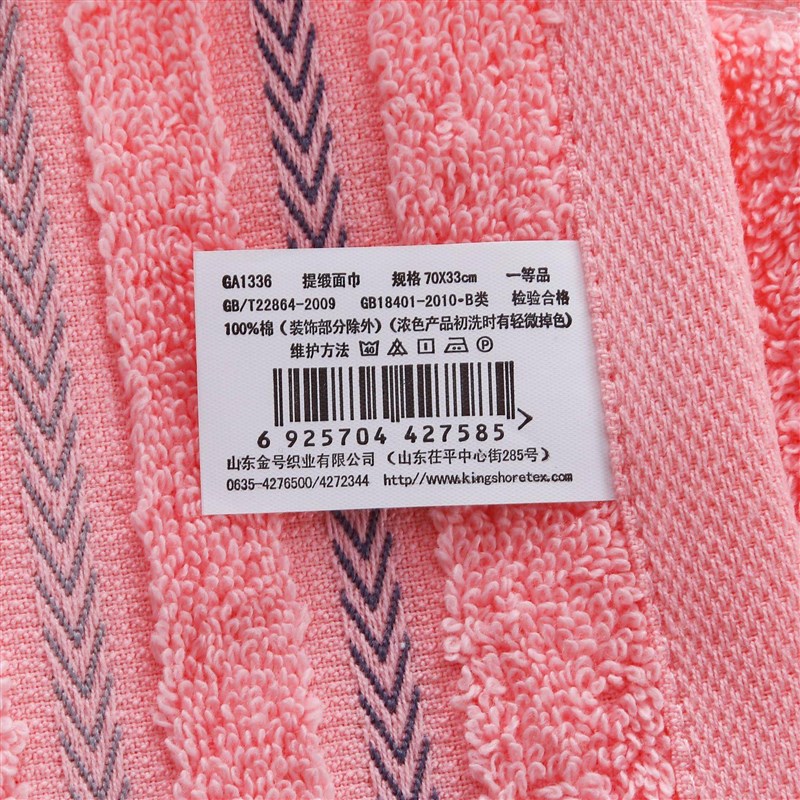 GA1336 提缎面巾 规格 70X33cm 一等品
GB/T22864-2009 GB18401-2010•B类 检验合格
100%棉（装饰部分除外）（浓色产品初洗时有轻微掉色）
维护方法 40 P
6 925704 427585 >
山东金号织业有限公司 （山东茌平中心街285号）
0635-4276500/4272344 http//www.kingshoretex.com